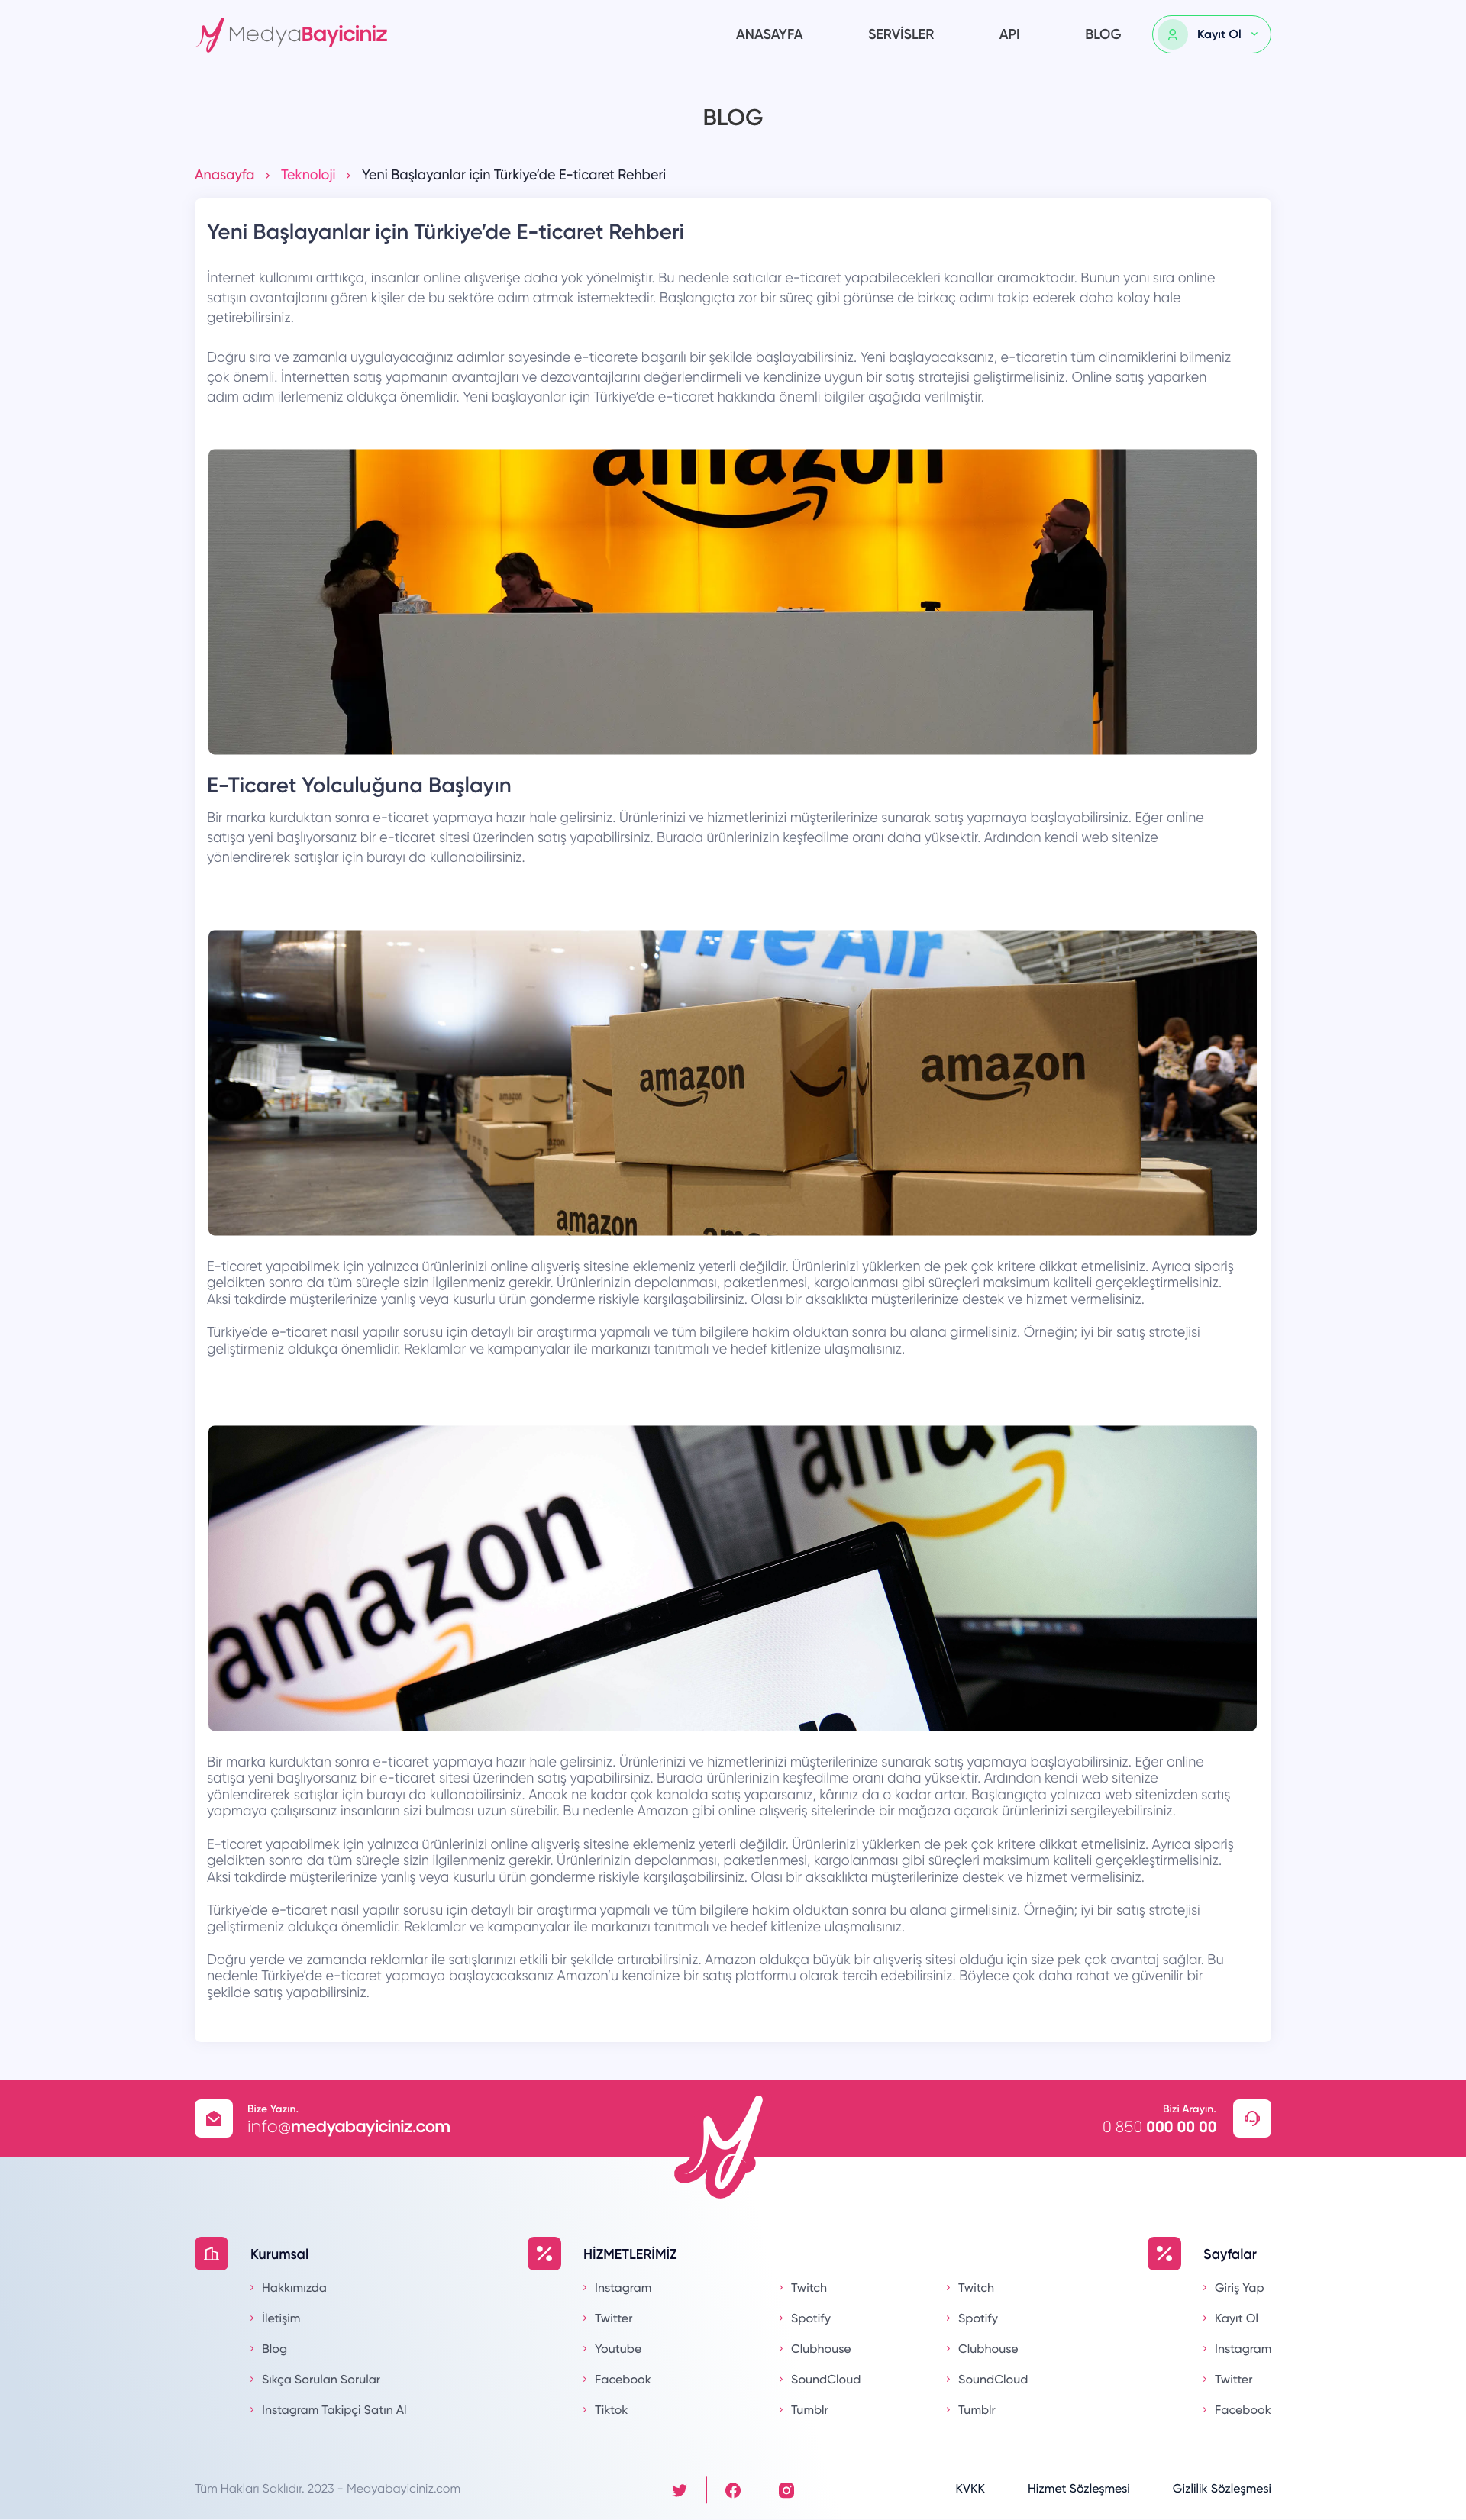 MedyaBayiciniz
ANASAYFA
SERVİSLER
API
BLOG
Kayıt Ol
BLOG
Anasayfa > Teknoloji > Yeni Başlayanlar için Türkiye’de E-ticaret Rehberi
Yeni Başlayanlar için Türkiye’de E-ticaret Rehberi
İnternet kullanımı arttıkça, insanlar online alışverişe daha yok yönelmiştir. Bu nedenle satıcılar e-ticaret yapabilecekleri kanallar aramaktadır. Bunun yanı sıra online
satışın avantajlarını gören kişiler de bu sektöre adım atmak istemektedir. Başlangıçta zor bir süreç gibi görünse de birkaç adımı takip ederek daha kolay hale
getirebilirsiniz.
Doğru sıra ve zamanla uygulayacağınız adımlar sayesinde e-ticarete başarılı bir şekilde başlayabilirsiniz. Yeni başlayacaksanız, e-ticaretin tüm dinamiklerini bilmeniz
çok önemli. İnternetten satış yapmanın avantajları ve dezavantajlarını değerlendirmeli ve kendinize uygun bir satış stratejisi geliştirmelisiniz. Online satış yaparken
adım adım ilerlemeniz oldukça önemlidir. Yeni başlayanlar için Türkiye’de e-ticaret hakkında önemli bilgiler aşağıda verilmiştir.
amazon
E-Ticaret Yolculuğuna Başlayın
Bir marka kurduktan sonra e-ticaret yapmaya hazır hale gelirsiniz. Ürünlerinizi ve hizmetlerinizi müşterilerinize sunarak satış yapmaya başlayabilirsiniz. Eğer online
satışa yeni başlıyorsanız bir e-ticaret sitesi üzerinden satış yapabilirsiniz. Burada ürünlerinizin keşfedilme oranı daha yüksektir. Ardından kendi web sitenize
yönlendirerek satışlar için burayı da kullanabilirsiniz.
Air
amazon
amazon
amazon
amazon
E-ticaret yapabilmek için yalnızca ürünlerinizi online alışveriş sitesine eklemeniz yeterli değildir. Ürünlerinizi yüklerken de pek çok kritere dikkat etmelisiniz. Ayrıca sipariş
geldikten sonra da tüm süreçle sizin ilgilenmeniz gerekir. Ürünlerinizin depolanması, paketlenmesi, kargolanması gibi süreçleri maksimum kaliteli gerçekleştirmelisiniz.
Aksi takdirde müşterilerinize yanlış veya kusurlu ürün gönderme riskiyle karşılaşabilirsiniz. Olası bir aksaklıkta müşterilerinize destek ve hizmet vermelisiniz.
Türkiye’de e-ticaret nasıl yapılır sorusu için detaylı bir araştırma yapmalı ve tüm bilgilere hakim olduktan sonra bu alana girmelisiniz. Örneğin; iyi bir satış stratejisi
geliştirmeniz oldukça önemlidir. Reklamlar ve kampanyalar ile markanızı tanıtmalı ve hedef kitlenize ulaşmalısınız.
amazon
Bir marka kurduktan sonra e-ticaret yapmaya hazır hale gelirsiniz. Ürünlerinizi ve hizmetlerinizi müşterilerinize sunarak satış yapmaya başlayabilirsiniz. Eğer online
satışa yeni başlıyorsanız bir e-ticaret sitesi üzerinden satış yapabilirsiniz. Burada ürünlerinizin keşfedilme oranı daha yüksektir. Ardından kendi web sitenize
yönlendirerek satışlar için burayı da kullanabilirsiniz. Ancak ne kadar çok kanalda satış yaparsanız, kârınız da o kadar artar. Başlangıçta yalnızca web sitenizden satış
yapmaya çalışırsanız insanların sizi bulması uzun sürebilir. Bu nedenle Amazon gibi online alışveriş sitelerinde bir mağaza açarak ürünlerinizi sergileyebilirsiniz.
E-ticaret yapabilmek için yalnızca ürünlerinizi online alışveriş sitesine eklemeniz yeterli değildir. Ürünlerinizi yüklerken de pek çok kritere dikkat etmelisiniz. Ayrıca sipariş
geldikten sonra da tüm süreçle sizin ilgilenmeniz gerekir. Ürünlerinizin depolanması, paketlenmesi, kargolanması gibi süreçleri maksimum kaliteli gerçekleştirmelisiniz.
Aksi takdirde müşterilerinize yanlış veya kusurlu ürün gönderme riskiyle karşılaşabilirsiniz. Olası bir aksaklıkta müşterilerinize destek ve hizmet vermelisiniz.
Türkiye’de e-ticaret nasıl yapılır sorusu için detaylı bir araştırma yapmalı ve tüm bilgilere hakim olduktan sonra bu alana girmelisiniz. Örneğin; iyi bir satış stratejisi
geliştirmeniz oldukça önemlidir. Reklamlar ve kampanyalar ile markanızı tanıtmalı ve hedef kitlenize ulaşmalısınız.
Doğru yerde ve zamanda reklamlar ile satışlarınızı etkili bir şekilde artırabilirsiniz. Amazon oldukça büyük bir alışveriş sitesi olduğu için size pek çok avantaj sağlar. Bu
nedenle Türkiye’de e-ticaret yapmaya başlayacaksanız Amazon’u kendinize bir satış platformu olarak tercih edebilirsiniz. Böylece çok daha rahat ve güvenilir bir
şekilde satış yapabilirsiniz.
Bize Yazın.
info@medyabayiciniz.com
Bizi Arayın.
0 850 000 00 00
Kurumsal
Hakkımızda
İletişim
Blog
Sıkça Sorulan Sorular
Instagram Takipçi Satın Al
HİZMETLERİMİZ
Instagram
Twitter
Youtube
Facebook
Tiktok
Twitch
Spotify
Clubhouse
SoundCloud
Tumblr
Twitch
Spotify
Clubhouse
SoundCloud
Tumblr
Sayfalar
Giriş Yap
Kayıt Ol
Instagram
Twitter
Facebook
Tüm Hakları Saklıdır. 2023 - Medyabayiciniz.com
KVKK
Hizmet Sözleşmesi
Gizlilik Sözleşmesi